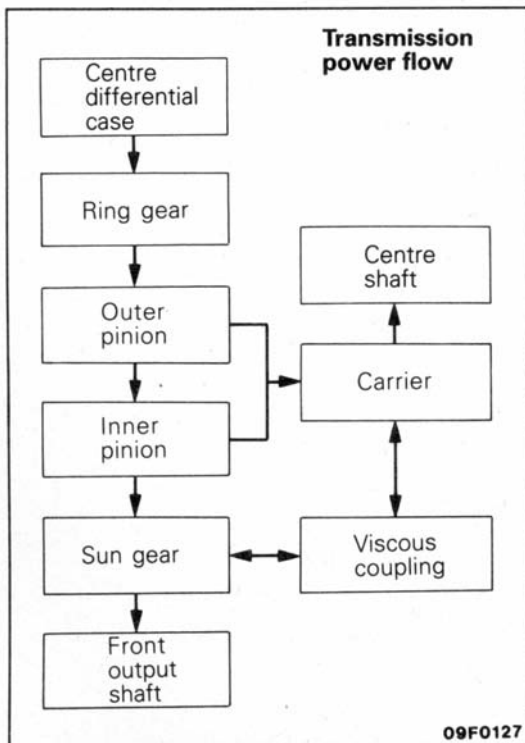 Transmission
power flow
Centre
differential
case
Ring gear
Outer
pinion
Inner
pinion
Sun gear
Front
output
shaft
Centre
shaft
Carrier
Viscous
coupling
09F0127